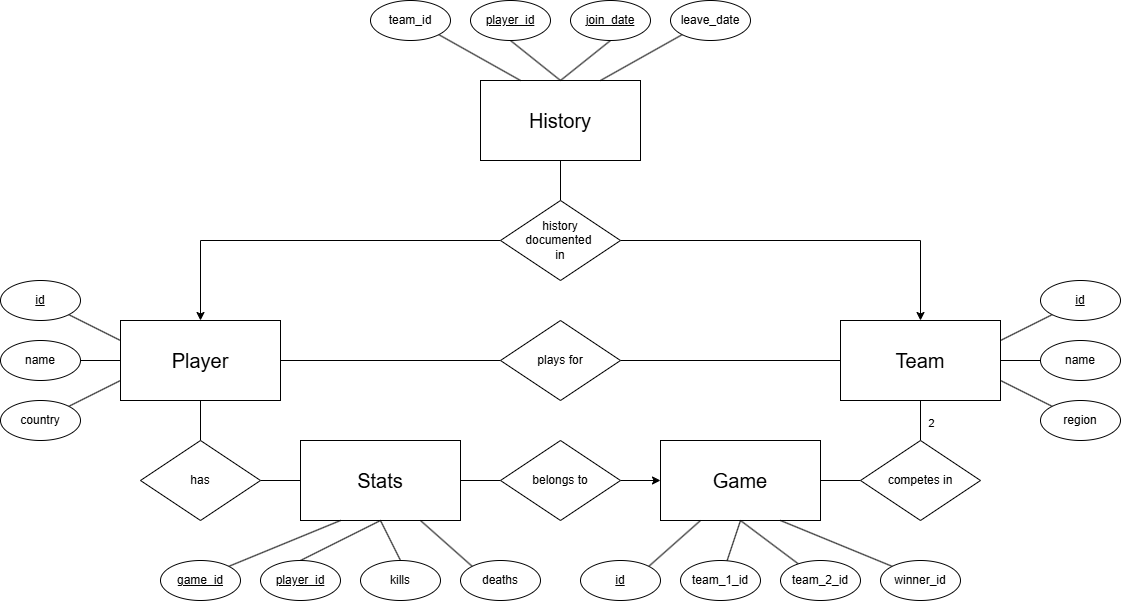 team_id
player_id
join_date
leave_date
History
history
documented
in
id
name
country
Player
plays for
Team
id
name
region
2
has
Stats
belongs to
Game
competes in
game_id
player_id
kills
deaths
id
team_1_id
team_2_id
winner_id